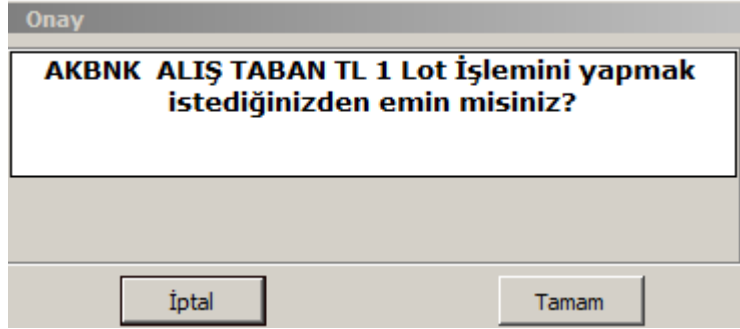 Onay
AKBNK ALIŞ TABAN TL 1 Lot İşlemini yapmak
istediğinizden emin misiniz?
İptal
Tamam